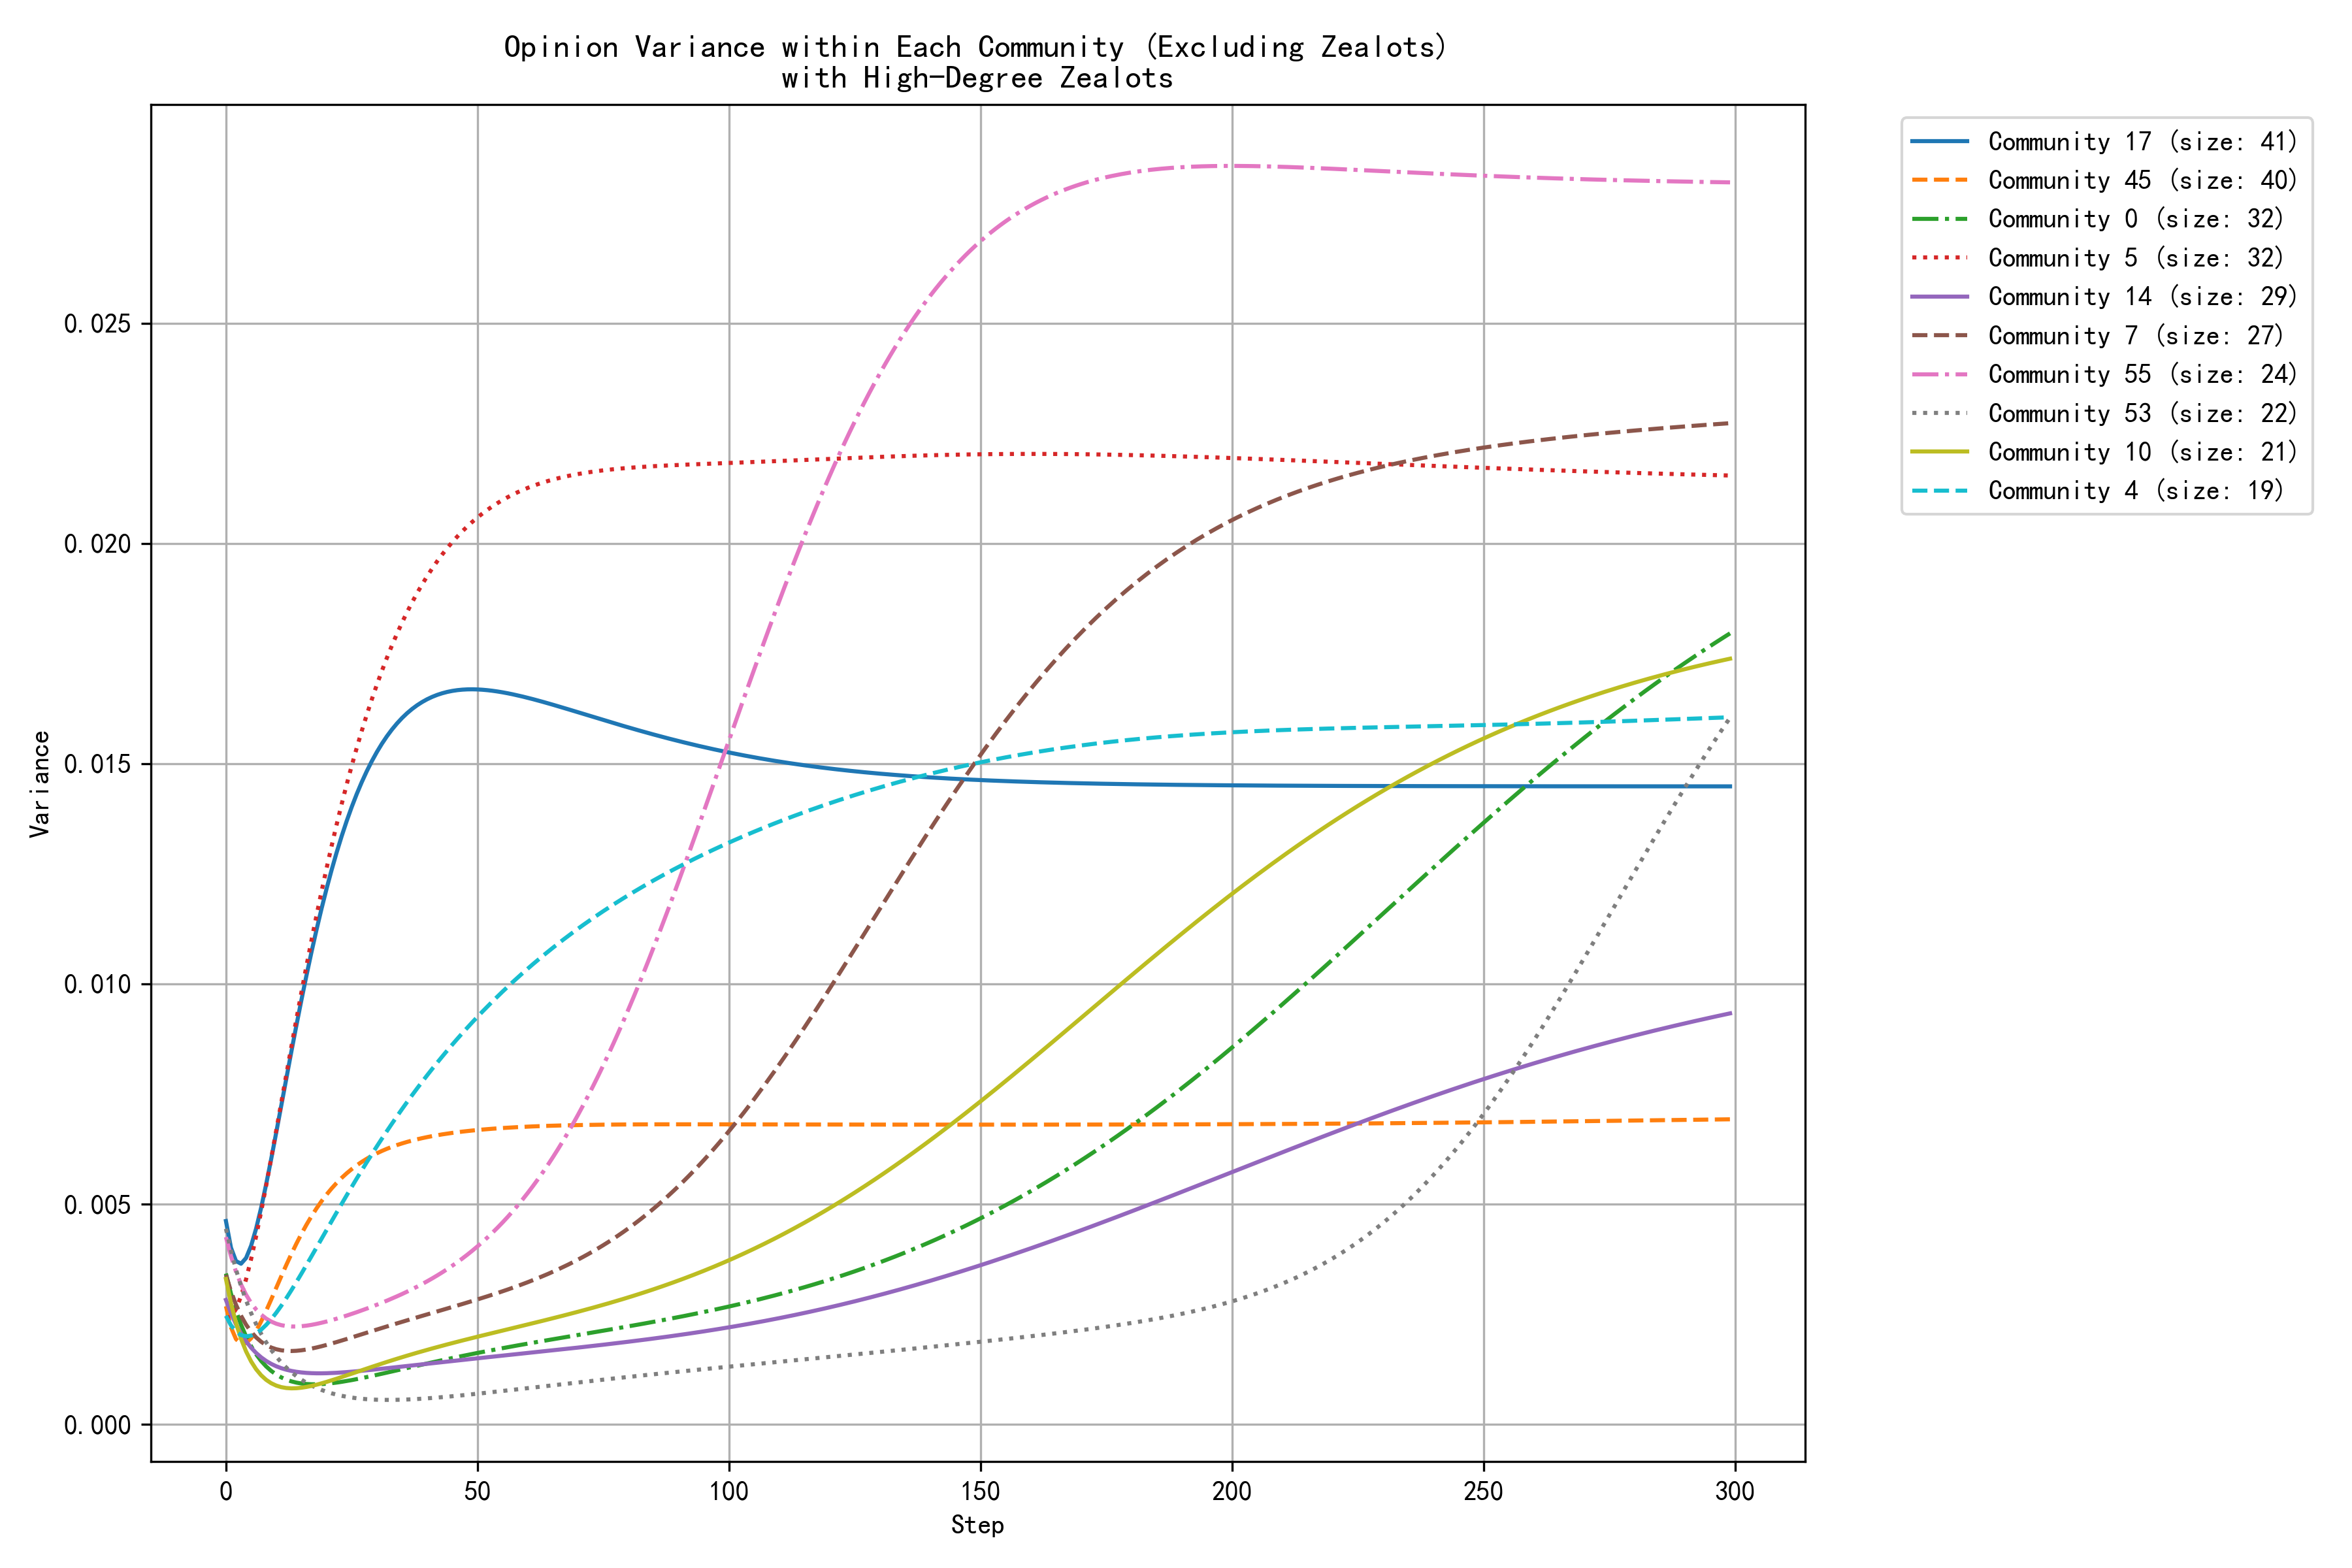 Opinion Variance within Each Community (Excluding Zealots)
with High-Degree Zealots
Variance
0.025
0.020
0.015
0.010
0.005
0.000
0
50
100
150
200
250
300
Step
Community 17 (size: 41)
Community 45 (size: 40)
Community 0 (size: 32)
Community 5 (size: 32)
Community 14 (size: 29)
Community 7 (size: 27)
Community 55 (size: 24)
Community 53 (size: 22)
Community 10 (size: 21)
Community 4 (size: 19)